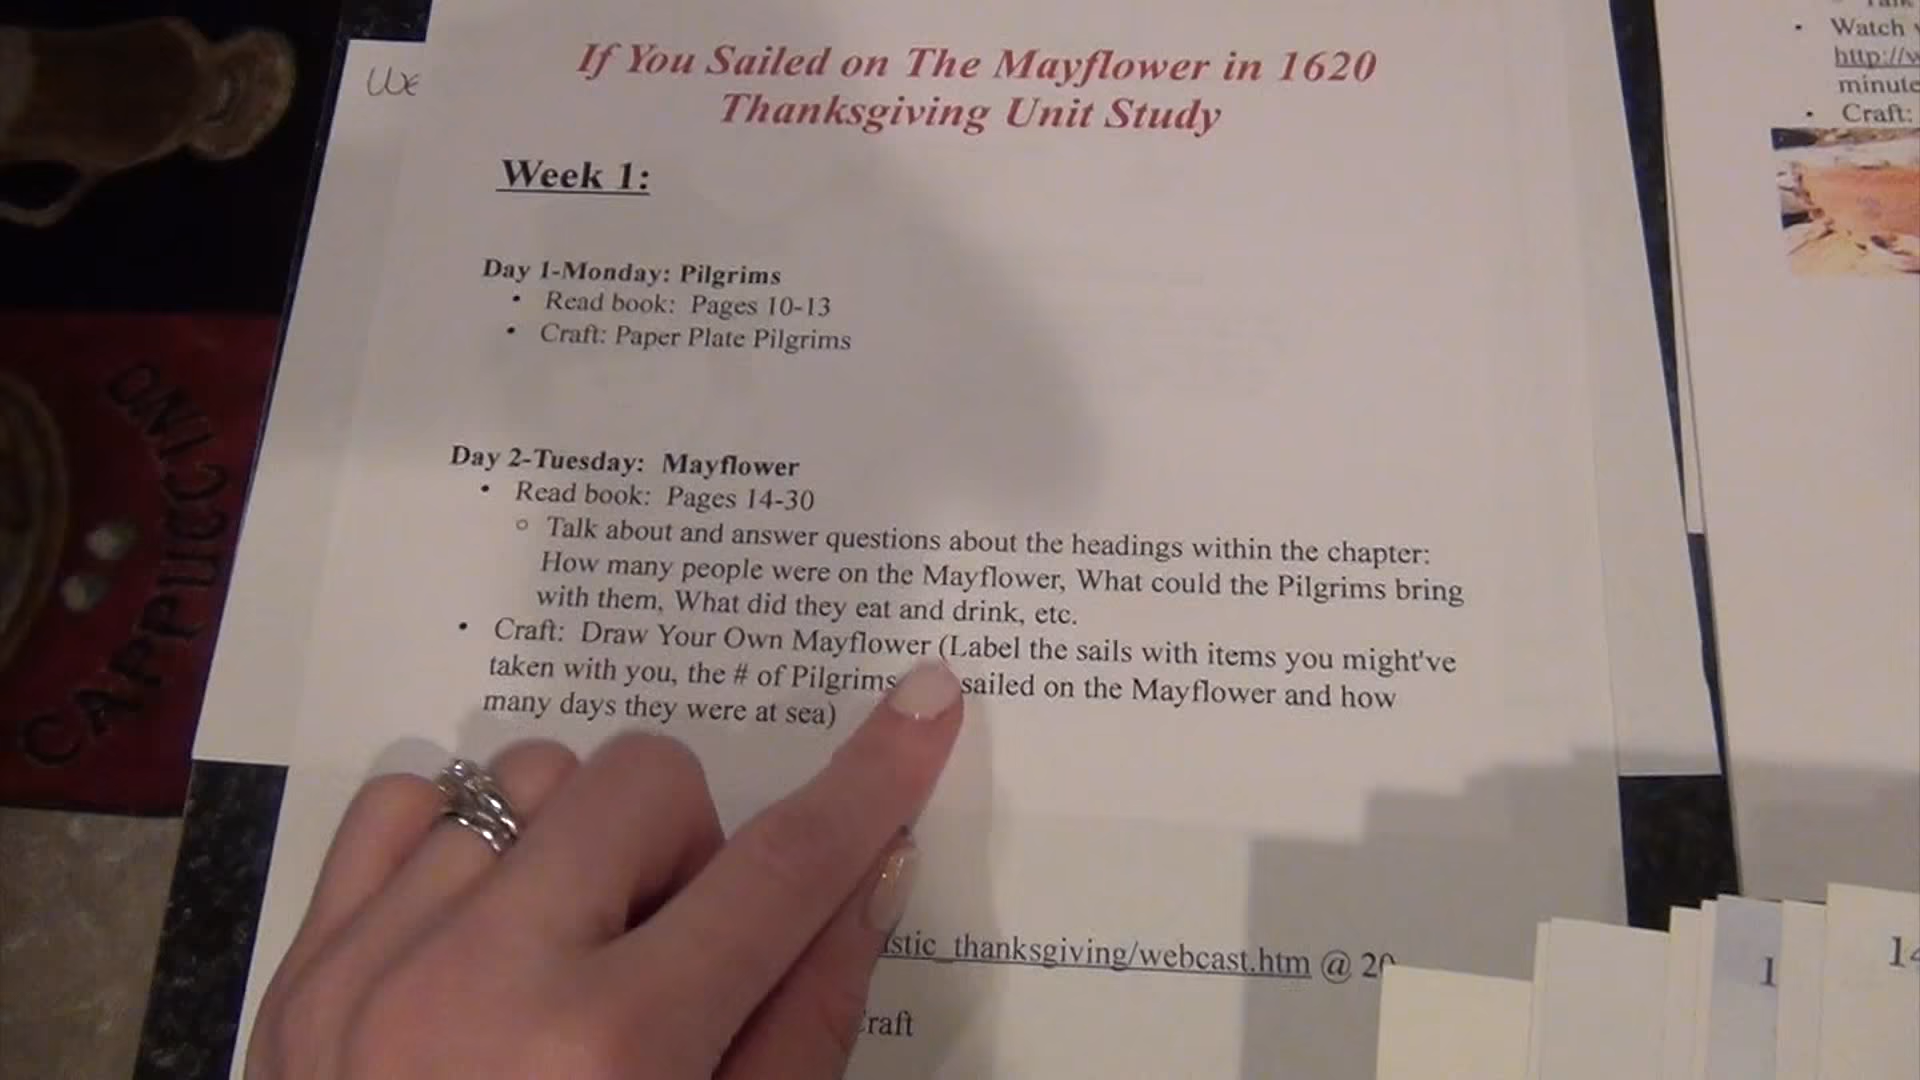 We
If You Sailed on The Mayflower in 1620
Thanksgiving Unit Study
Week 1:
Day 1-Monday: Pilgrims
• Read book: Pages 10-13
• Craft: Paper Plate Pilgrims
Day 2-Tuesday: Mayflower
• Read book: Pages 14-30
○ Talk about and answer questions about the headings within the chapter:
How many people were on the Mayflower, What could the Pilgrims bring
with them, What did they eat and drink, etc.
• Craft: Draw Your Own Mayflower (Label the sails with items you might've
taken with you, the # of Pilgrims sailed on the Mayflower and how
many days they were at sea)
stic_thanksgiving/webcast.htm @ 20
raft
• Watch
http://w
minute
• Craft:
1
14
CAPPUCCINO